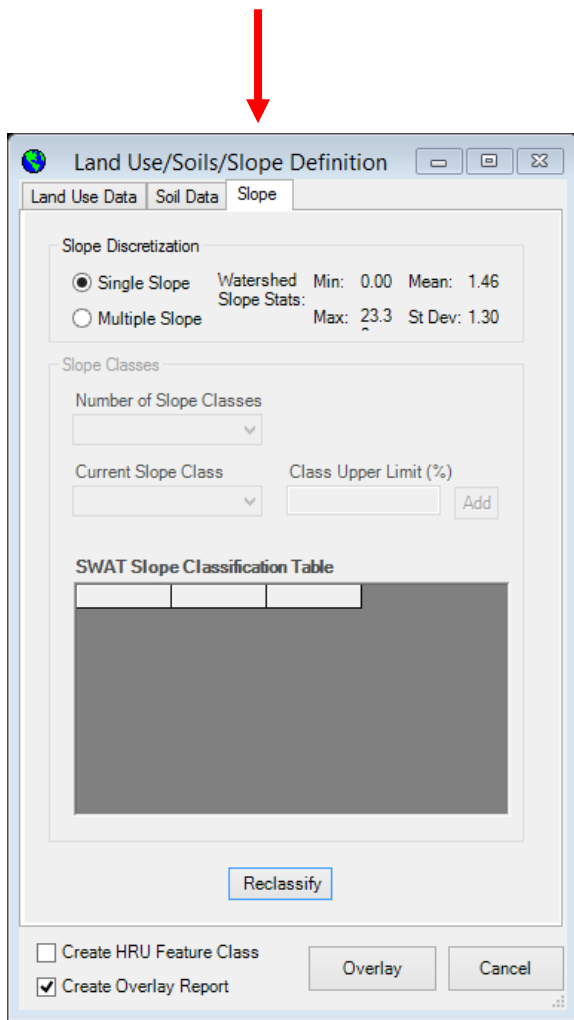 Land Use/Soils/Slope Definition
Land Use Data Soil Data Slope
Slope Discretization
Single Slope Watershed Slope Stats: Min: 0.00 Mean: 1.46
Multiple Slope Max: 23.3 St Dev: 1.30
Slope Classes
Number of Slope Classes
Current Slope Class Class Upper Limit (%)
Add
SWAT Slope Classification Table
Reclassify
Create HRU Feature Class
Create Overlay Report
Overlay Cancel